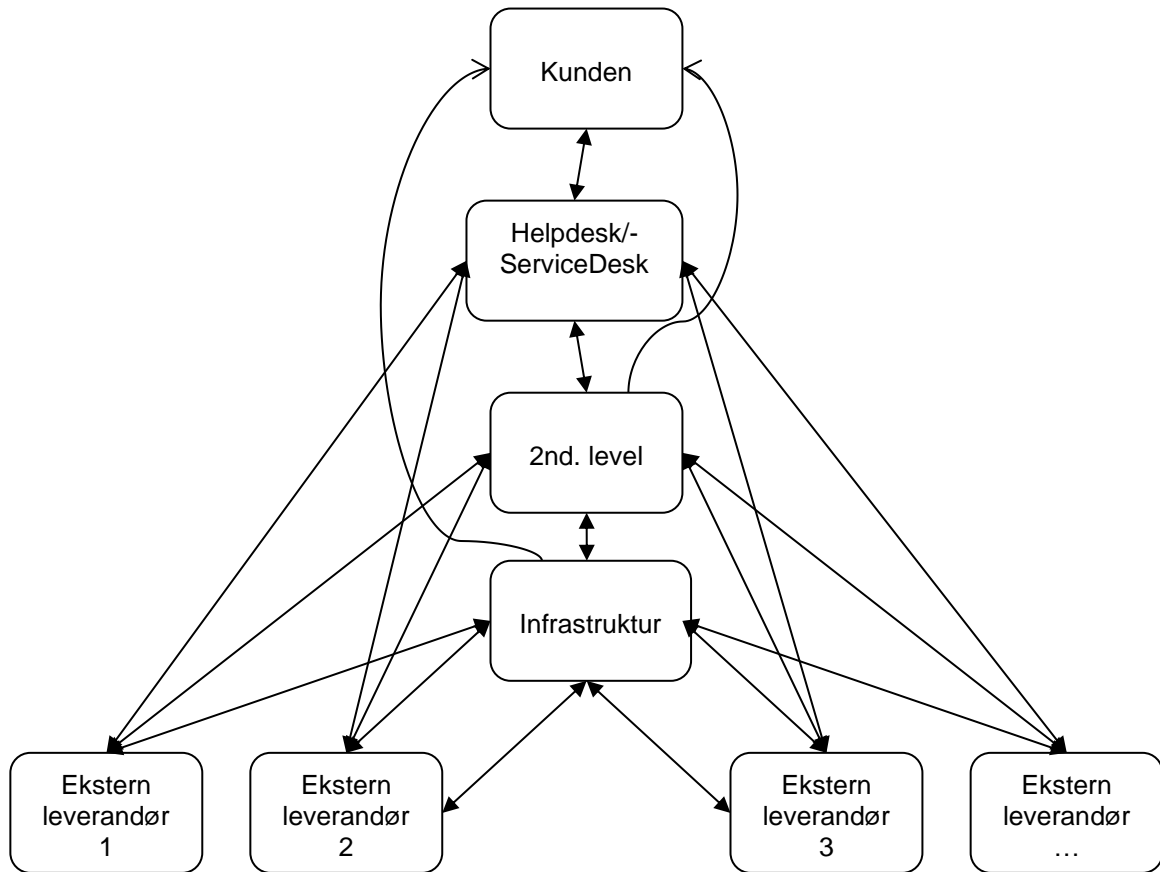 Kunden
Helpdesk/-
ServiceDesk
2nd. level
Infrastruktur
Ekstern
leverandør
1
Ekstern
leverandør
2
Ekstern
leverandør
3
Ekstern
leverandør
…